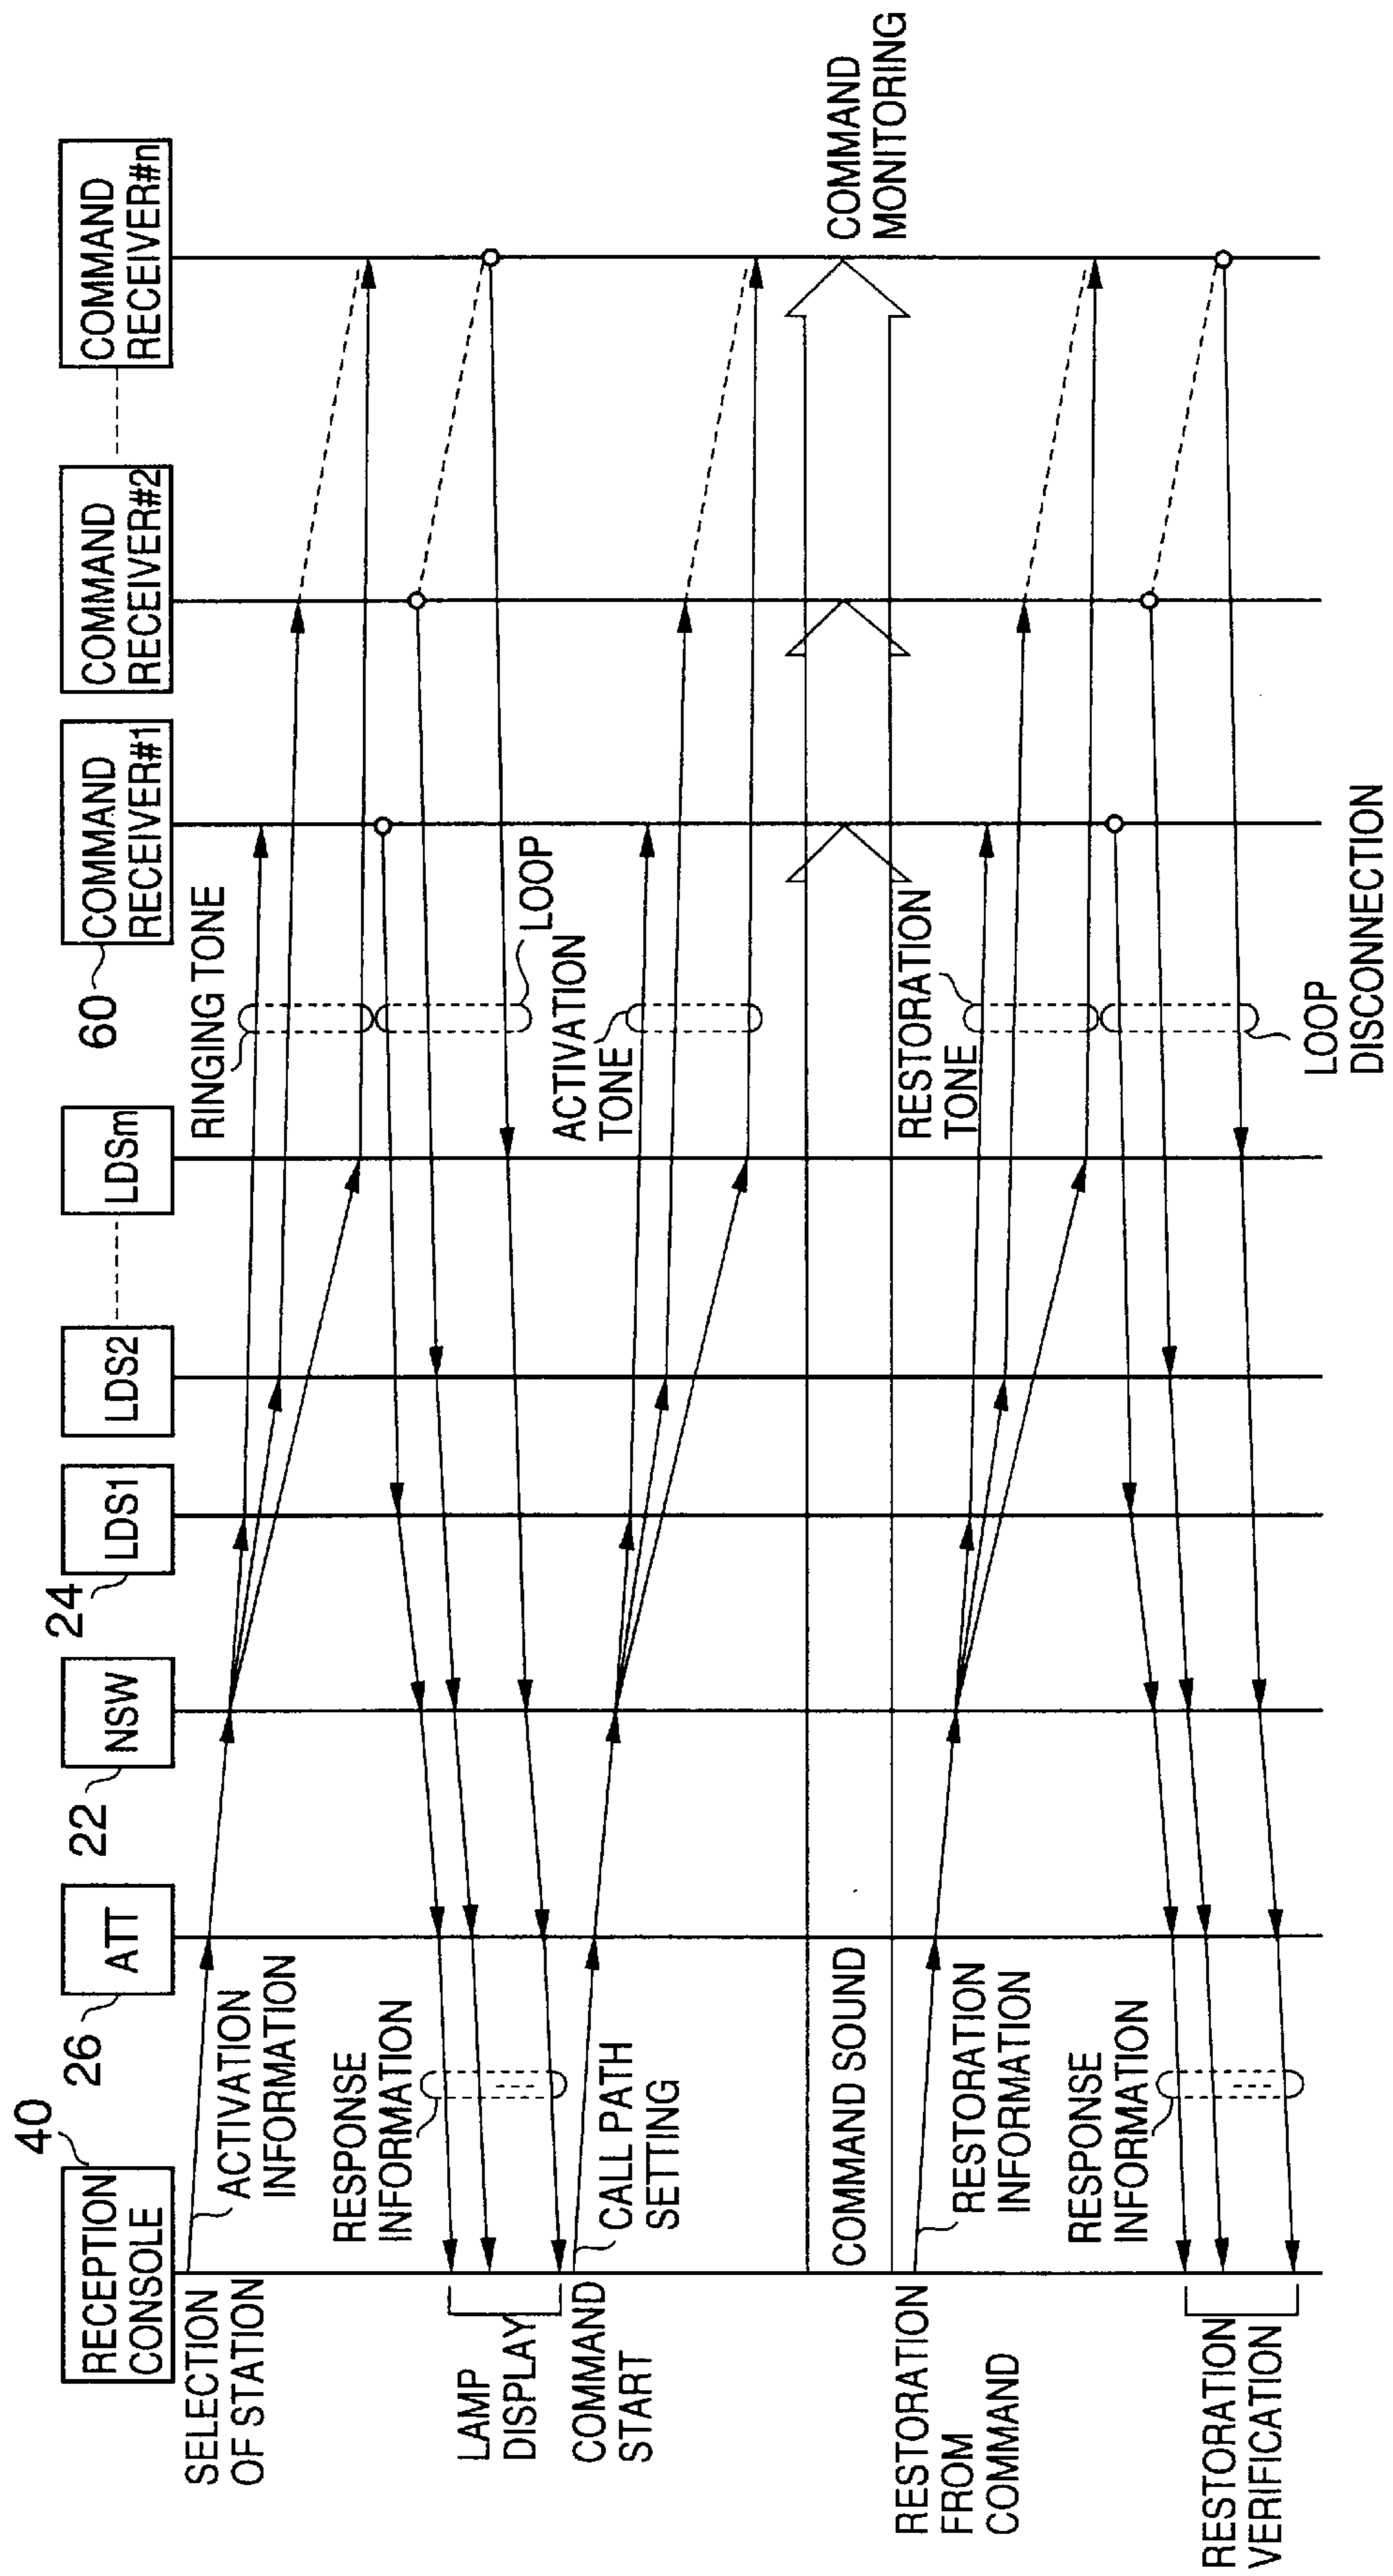 RECEPTION
CONSOLE
40
ATT
26
NSW
22
LDS1
24
LDS2
LDSm
COMMAND
RECEIVER#1
60
COMMAND
RECEIVER#2
COMMAND
RECEIVER#n
SELECTION
OF STATION
ACTIVATION
INFORMATION
RINGING TONE
RESPONSE
INFORMATION
LOOP
LAMP
DISPLAY
COMMAND
START
CALL PATH
SETTING
ACTIVATION
TONE
COMMAND SOUND
COMMAND
MONITORING
RESTORATION
FROM
COMMAND
RESTORATION
INFORMATION
RESTORATION
TONE
RESPONSE
INFORMATION
RESTORATION
VERIFICATION
LOOP
DISCONNECTION